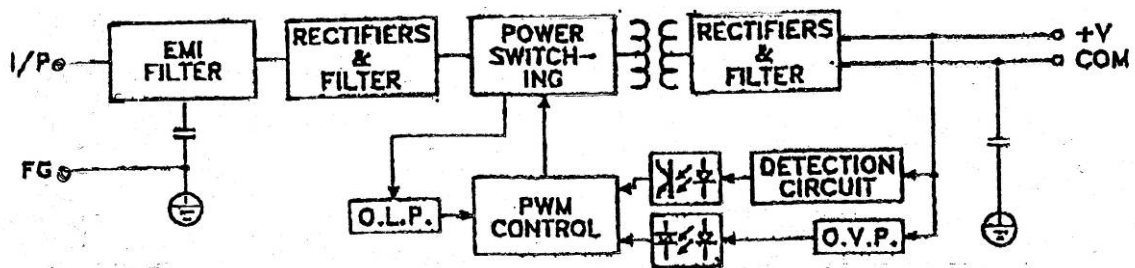 I/P
EMI
FILTER
RECTIFIERS
&
FILTER
POWER
SWITCH-
ING
RECTIFIERS
&
FILTER
+V
COM
FG
O.L.P.
PWM
CONTROL
DETECTION
CIRCUIT
O.V.P.